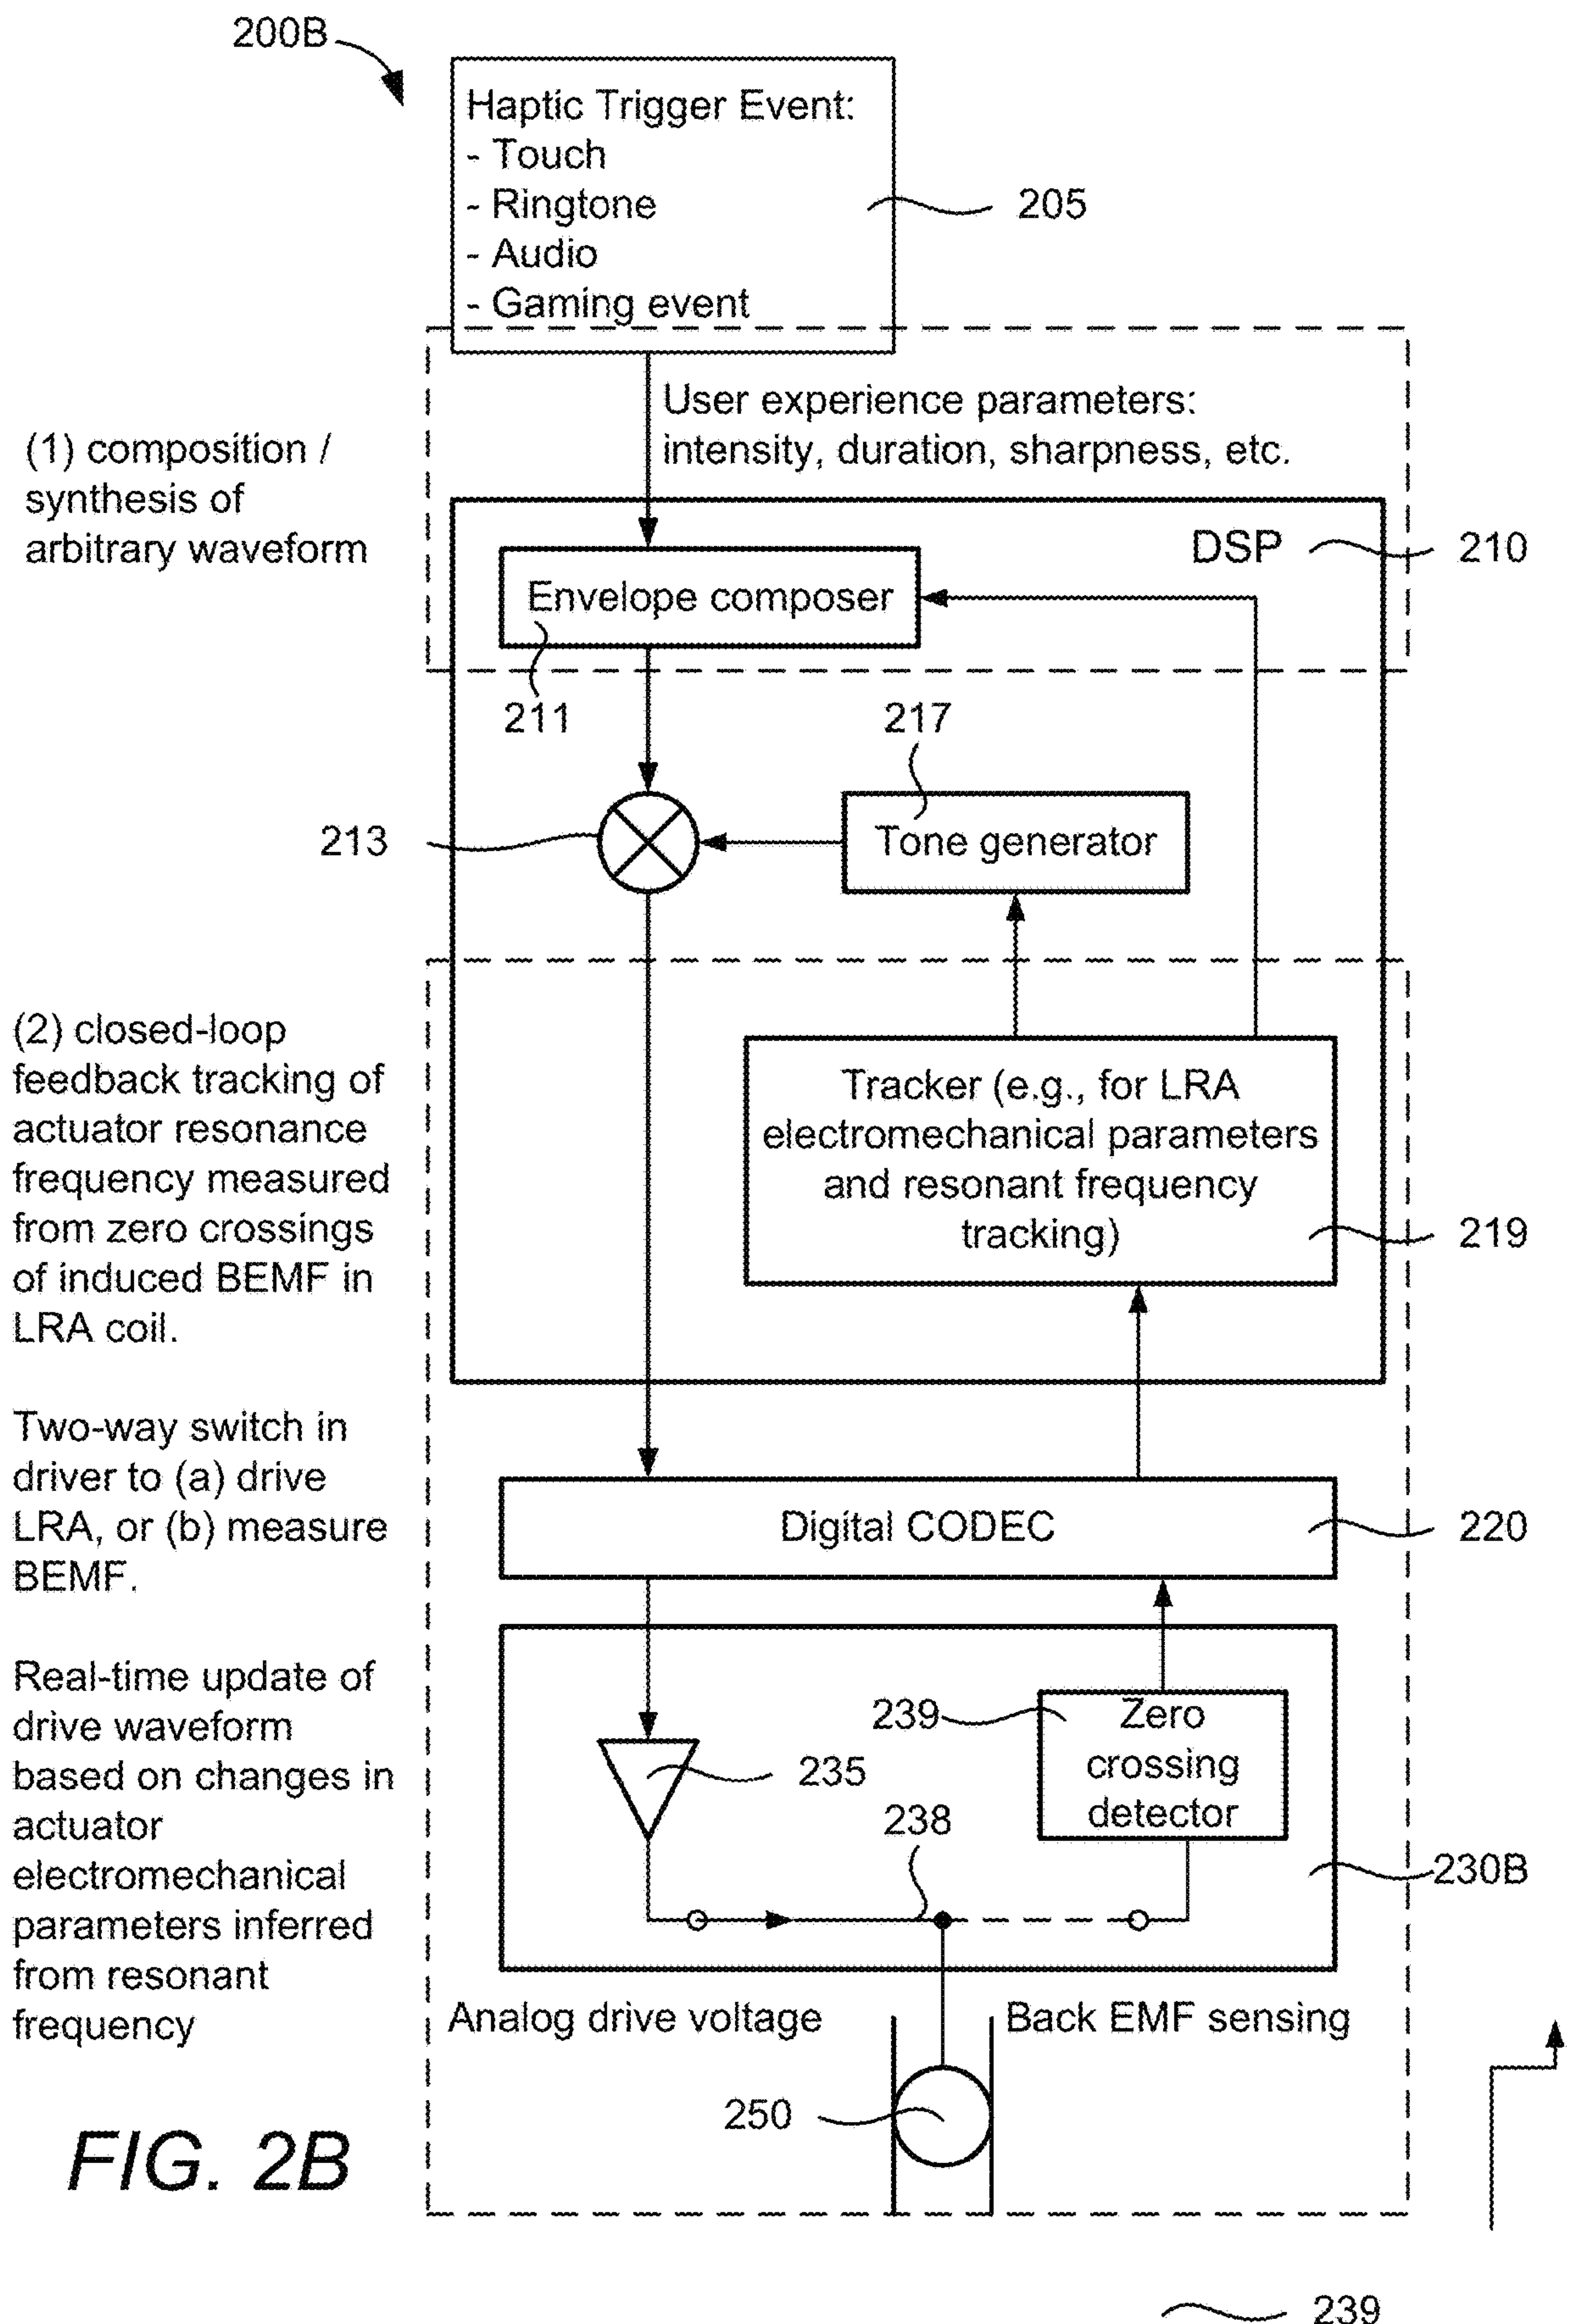 200B
Haptic Trigger Event:
- Touch
- Ringtone
- Audio
- Gaming event
205
User experience parameters:
intensity, duration, sharpness, etc.
(1) composition /
synthesis of
arbitrary waveform
DSP
210
Envelope composer
211
217
213
Tone generator
(2) closed-loop
feedback tracking of
actuator resonance
frequency measured
from zero crossings
of induced BEMF in
LRA coil.
Tracker (e.g., for LRA
electromechanical parameters
and resonant frequency
tracking)
219
Two-way switch in
driver to (a) drive
LRA, or (b) measure
BEMF.
Digital CODEC
220
Real-time update of
drive waveform
based on changes in
actuator
electromechanical
parameters inferred
from resonant
frequency
239
Zero
crossing
detector
235
238
230B
Analog drive voltage
Back EMF sensing
250
FIG. 2B
239